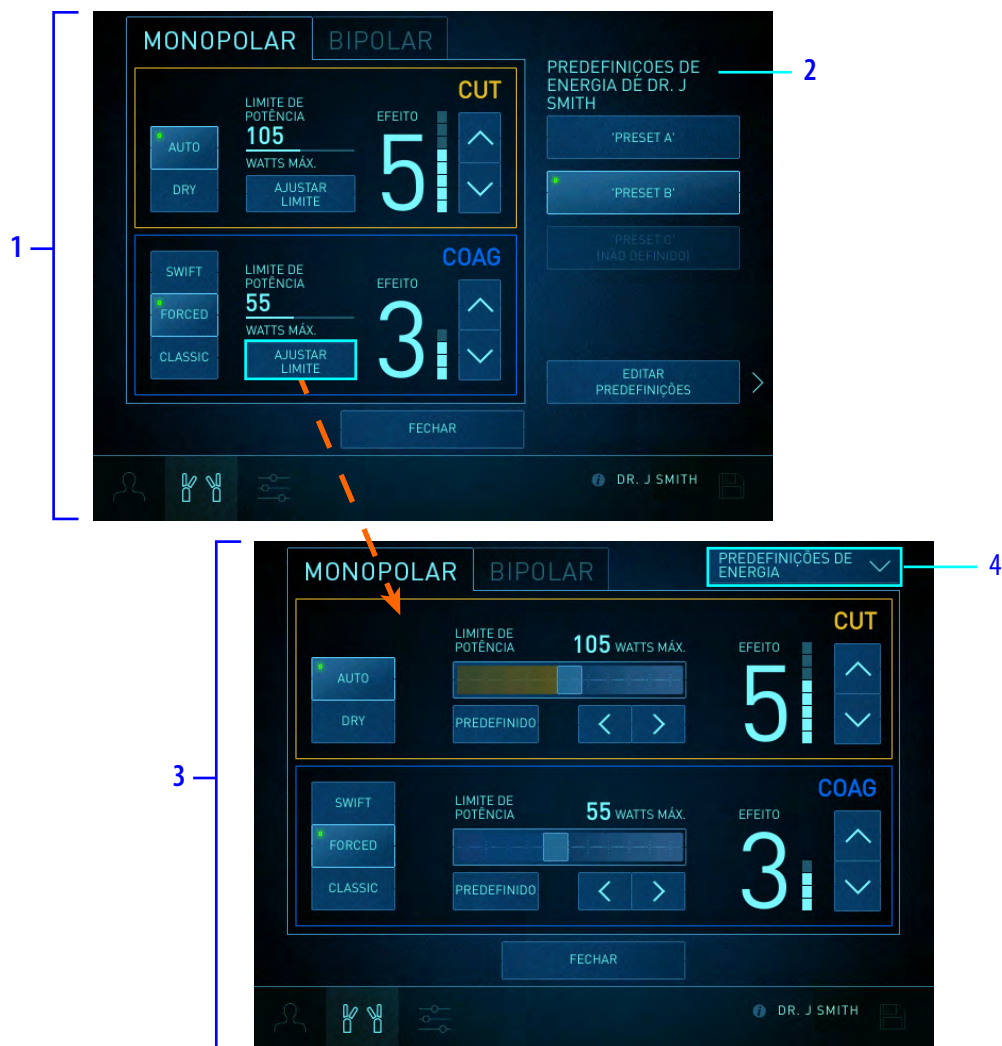 1
MONOPOLAR
BIPOLAR
CUT
LIMITE DE
POTÊNCIA
105
WATTS MÁX.
AUTO
DRY
AJUSTAR
LIMITE
EFEITO
5
COAG
SWIFT
FORCED
CLASSIC
LIMITE DE
POTÊNCIA
55
WATTS MÁX.
AJUSTAR
LIMITE
EFEITO
3
PREDEFINIÇOES DE
ENERGIA DE DR. J
SMITH
2
'PRESET A'
'PRESET B'
'PRESET C'
(NÃO DEFINIDO)
EDITAR
PREDEFINIÇÕES
FECHAR
DR. J SMITH
3
MONOPOLAR
BIPOLAR
PREDEFINIÇÕES DE
ENERGIA
4
CUT
AUTO
DRY
LIMITE DE
POTÊNCIA
105 WATTS MÁX.
PREDEFINIDO
EFEITO
5
COAG
SWIFT
FORCED
CLASSIC
LIMITE DE
POTÊNCIA
55 WATTS MÁX.
PREDEFINIDO
EFEITO
3
FECHAR
DR. J SMITH